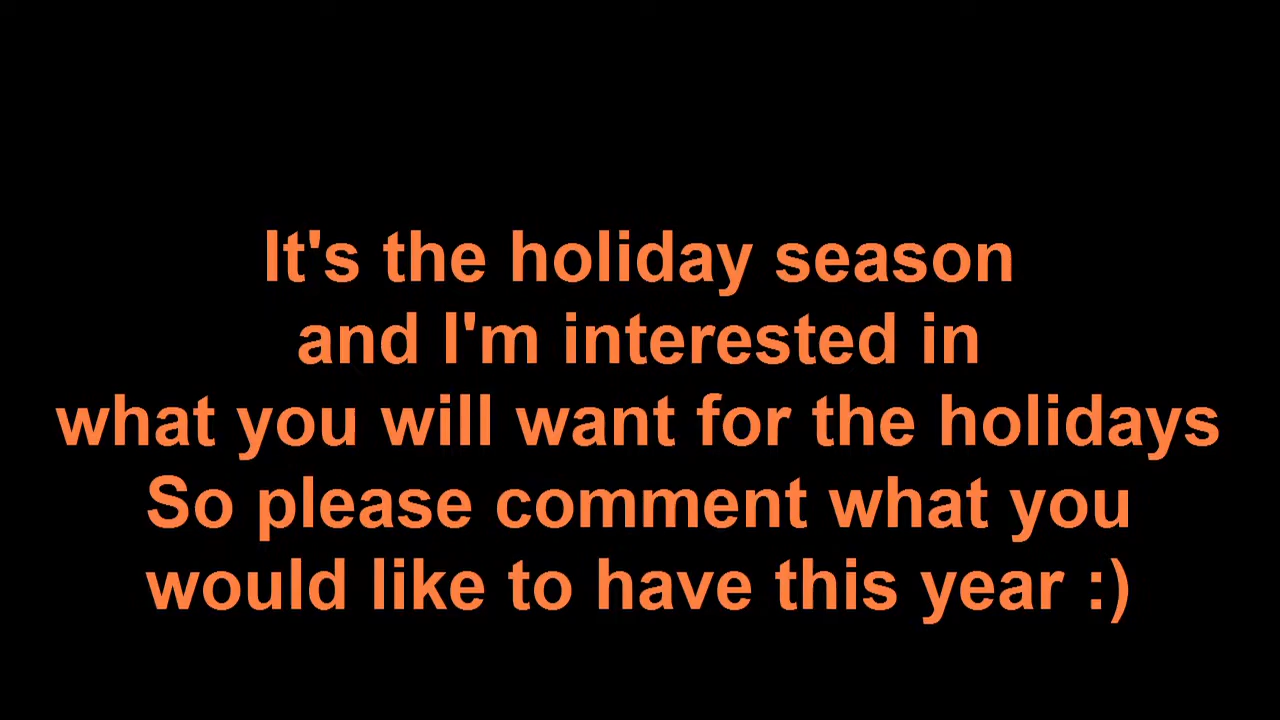 It's the holiday season
and I'm interested in
what you will want for the holidays
So please comment what you
would like to have this year :)